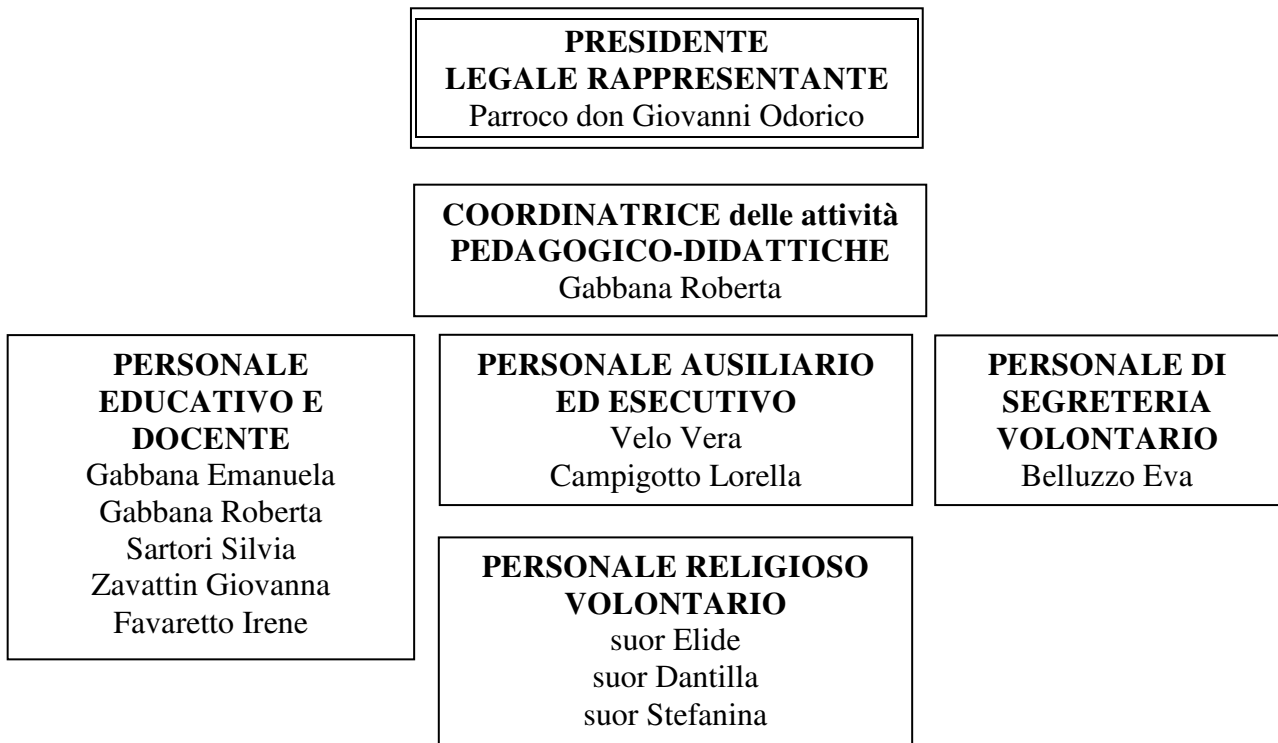 PRESIDENTE
LEGALE RAPPRESENTANTE
Parroco don Giovanni Odorico
COORDINATRICE delle attività
PEDAGOGICO-DIDATTICHE
Gabbana Roberta
PERSONALE
EDUCATIVO E
DOCENTE
Gabbana Emanuela
Gabbana Roberta
Sartori Silvia
Zavattin Giovanna
Favaretto Irene
PERSONALE AUSILIARIO
ED ESECUTIVO
Velo Vera
Campigotto Lorella
PERSONALE DI
SEGRETERIA
VOLONTARIO
Belluzzo Eva
PERSONALE RELIGIOSO
VOLONTARIO
suor Elide
suor Dantilla
suor Stefanina